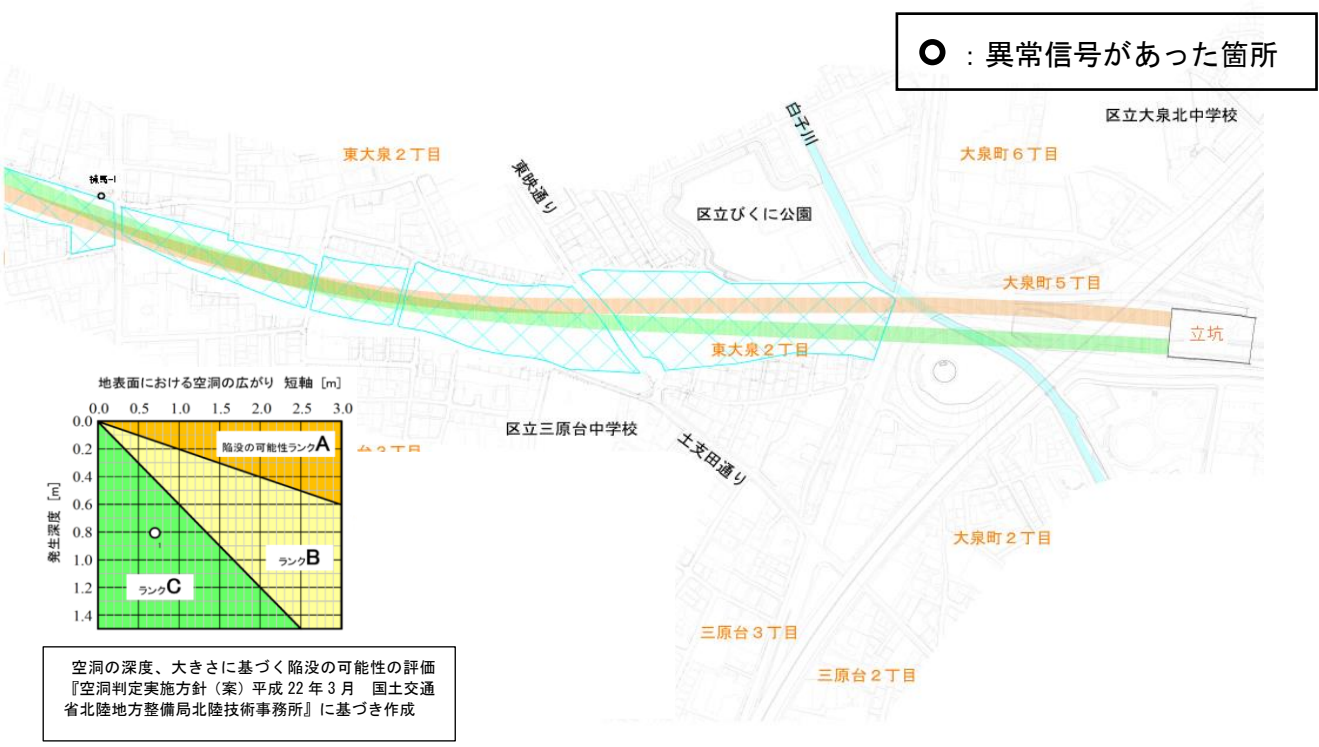 ：異常信号があった箇所
区立大泉北中学校
白子川
東大泉２丁目
大泉町６丁目
東映通り
練馬-1
区立びくに公園
大泉町５丁目
立坑
東大泉２丁目
地表面における空洞の広がり 短軸 [m]
0.0 0.5 1.0 1.5 2.0 2.5 3.0
0.0
陥没の可能性ランクA
0.2
0.4
0.6
発生深度 [m]
0.8
1
1.0
ランクB
1.2
ランクC
1.4
区立三原台中学校
土支田通り
台３丁目
大泉町２丁目
三原台３丁目
三原台２丁目
空洞の深度、大きさに基づく陥没の可能性の評価
『空洞判定実施方針（案）平成 22 年 3 月　国土交通
省北陸地方整備局北陸技術事務所』に基づき作成